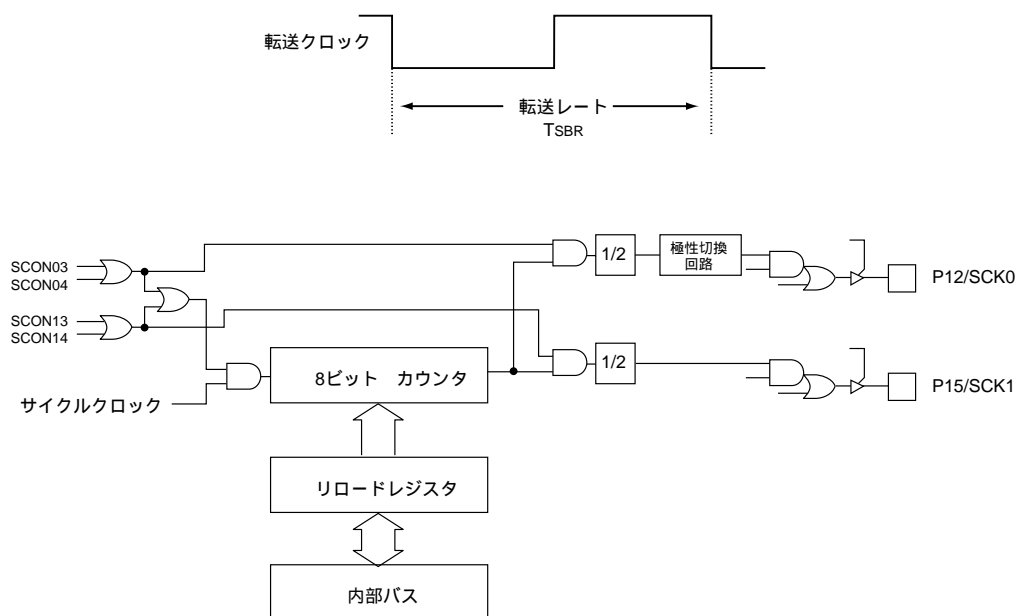 転送クロック
転送レート
TSBR
SCON03
SCON04
SCON13
SCON14
サイクルクロック
8ビット カウンタ
リロードレジスタ
内部バス
1/2
極性切換
回路
P12/SCK0
1/2
P15/SCK1